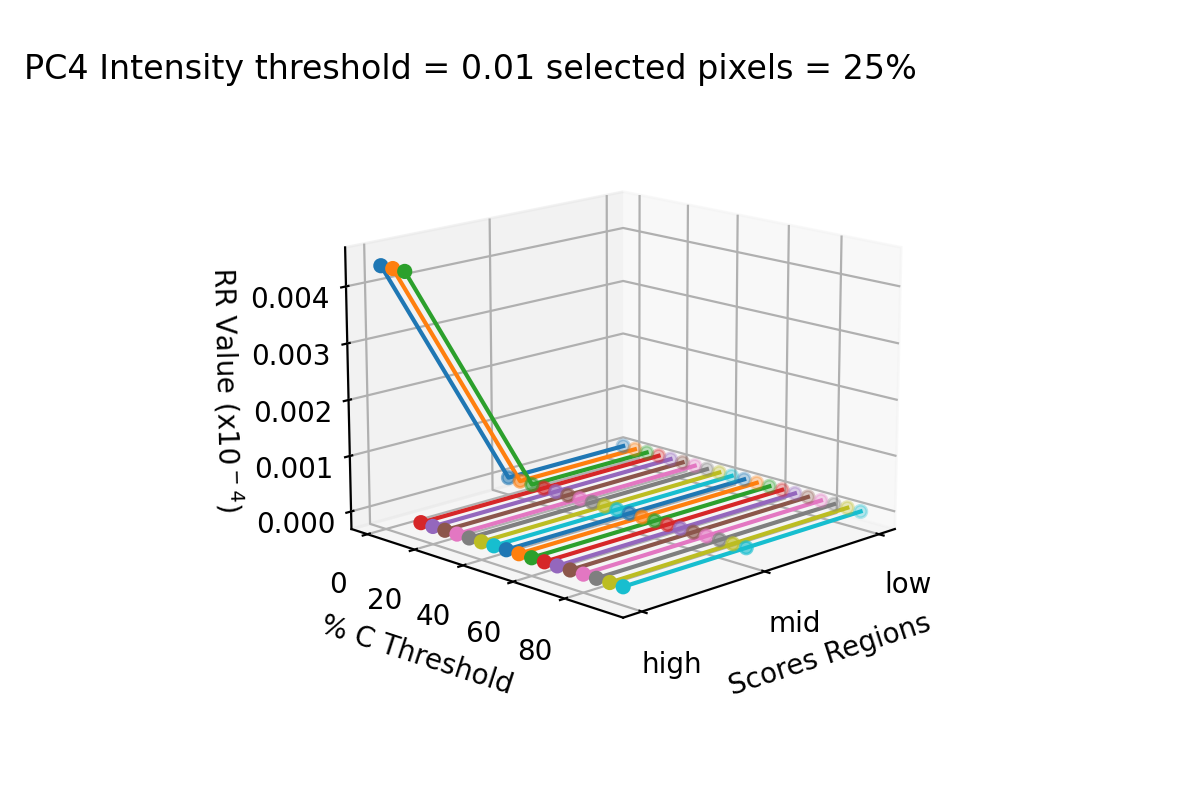 PC4 Intensity threshold = 0.01 selected pixels = 25%
RR Value (x10⁻⁴)
0.004
0.003
0.002
0.001
0.000
0
20
40
60
80
% C Threshold
high
mid
low
Scores Regions